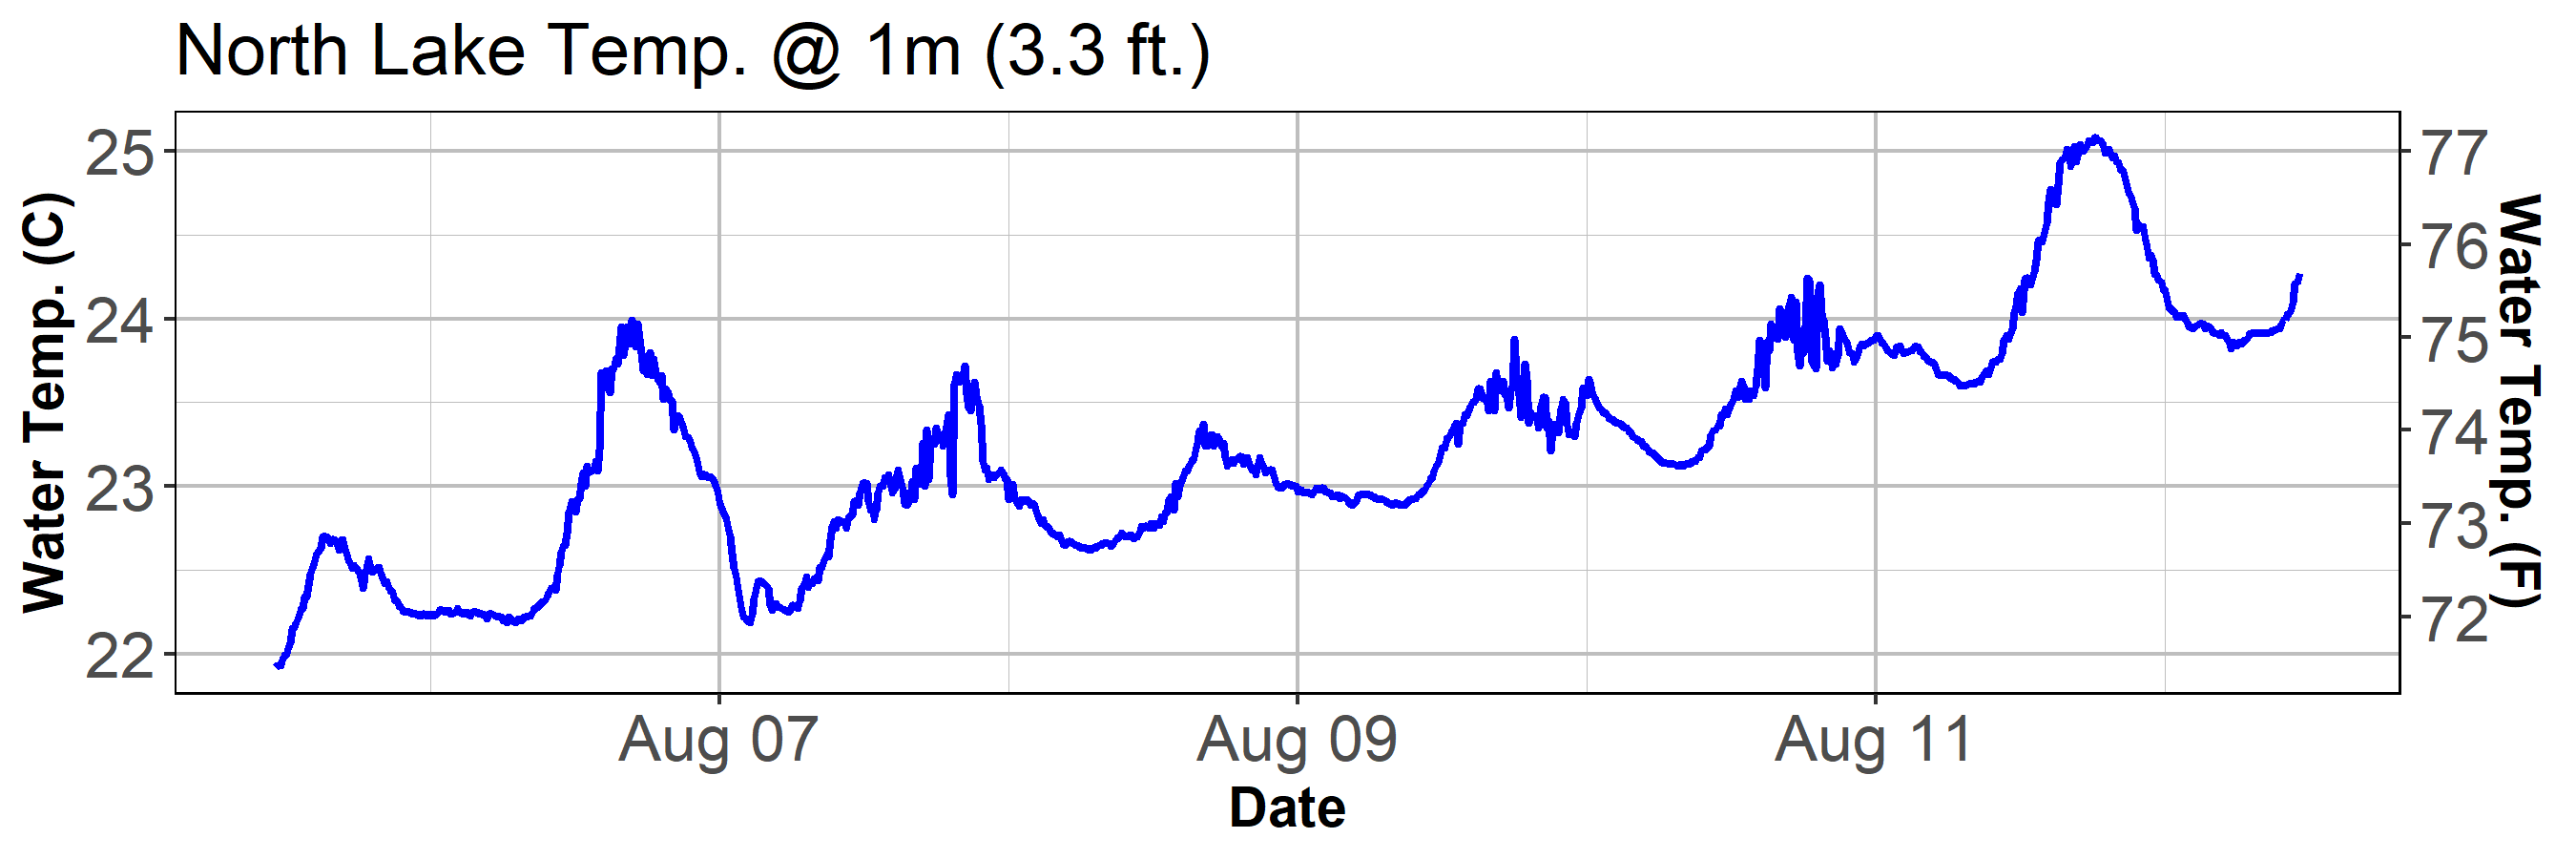 North Lake Temp. @ 1m (3.3 ft.)
Water Temp. (C)
25
24
23
22
77
76
75
74
73
72
Water Temp. (F)
Aug 07 Aug 09 Aug 11
Date